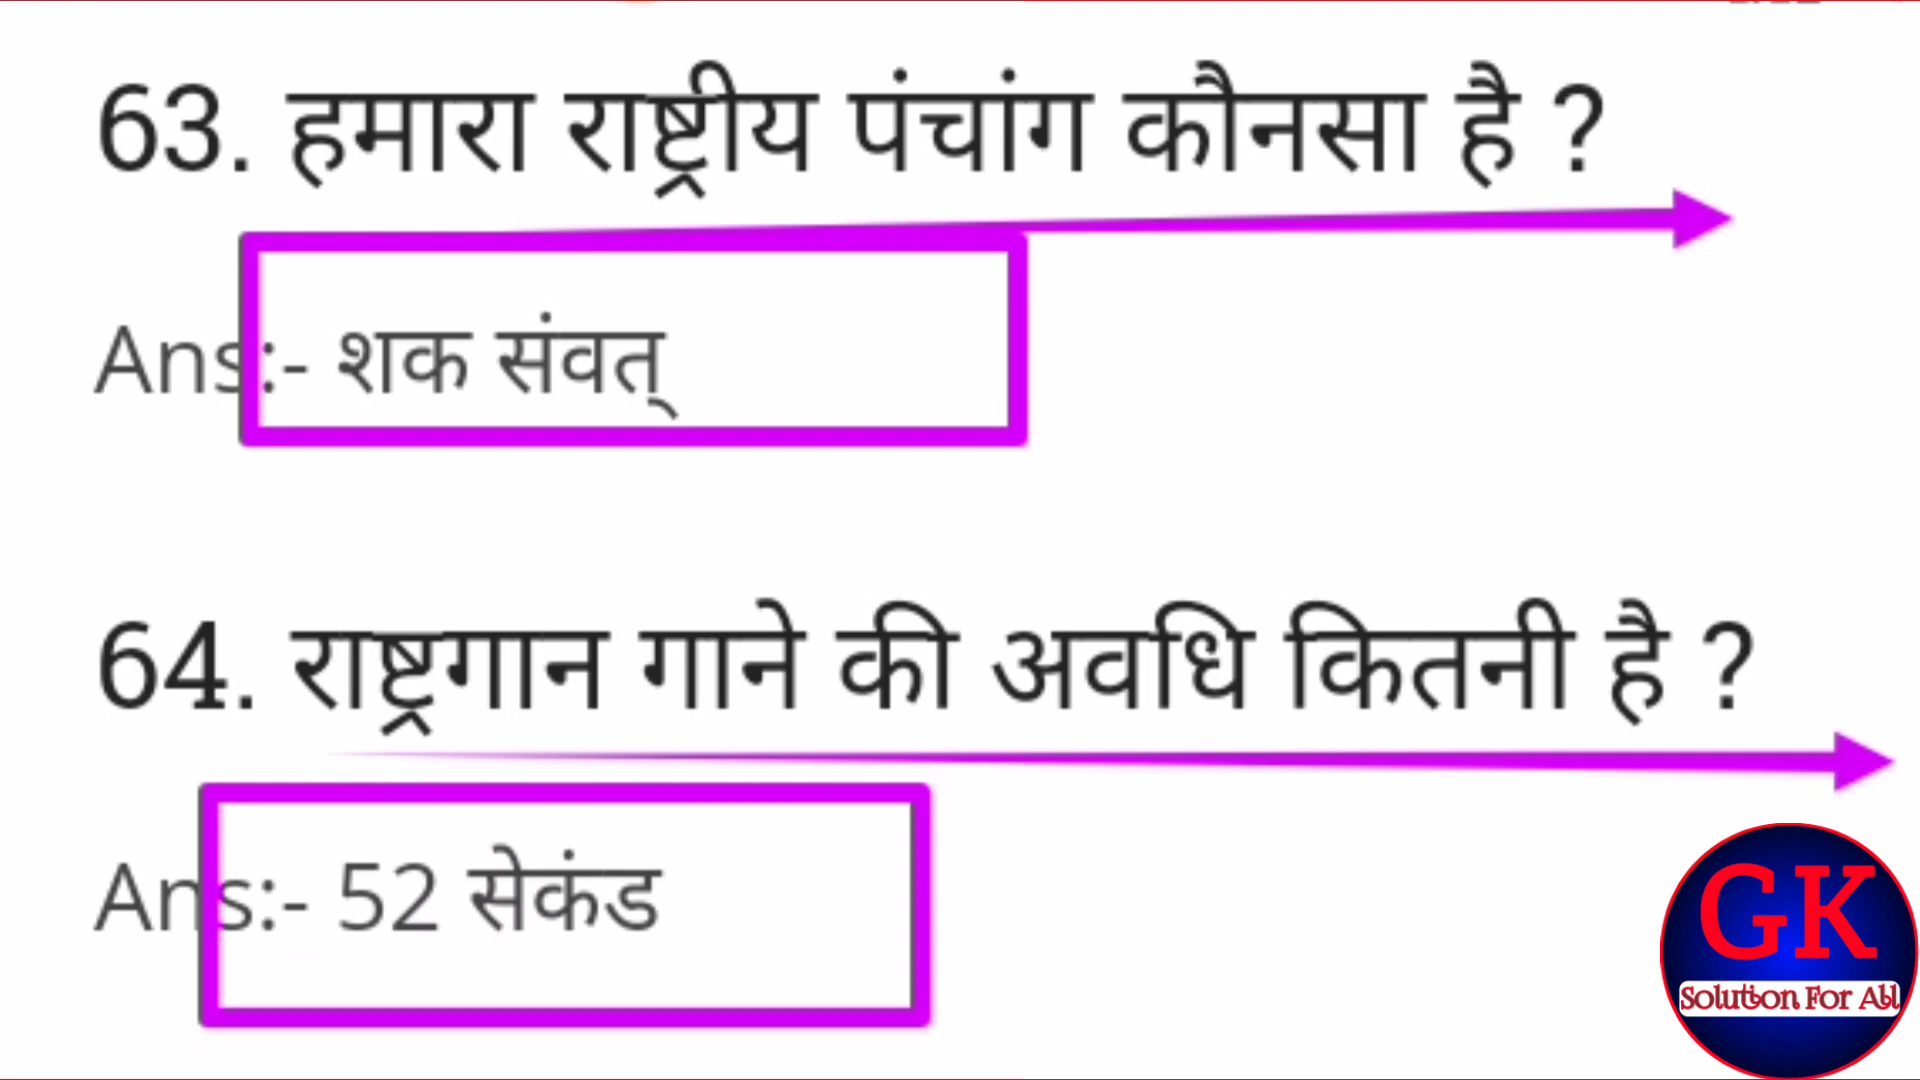 63. हमारा राष्ट्रीय पंचांग कौनसा है ?
Ans:- शक संवत्
64. राष्ट्रगान गाने की अवधि कितनी है ?
Ans:- 52 सेकंड
GK
Solution For All